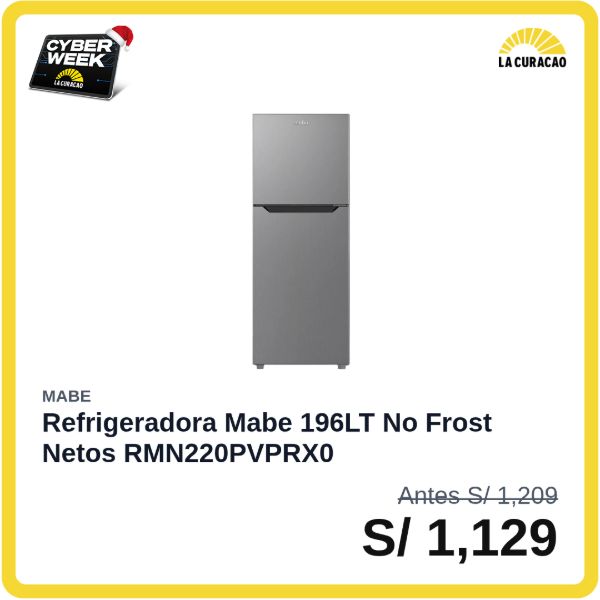 CYBER
WEEK
LA CURACAO
LA CURACAO
MABE
Refrigeradora Mabe 196LT No Frost
Netos RMN220PVPRX0
Antes S/ 1,209
S/ 1,129